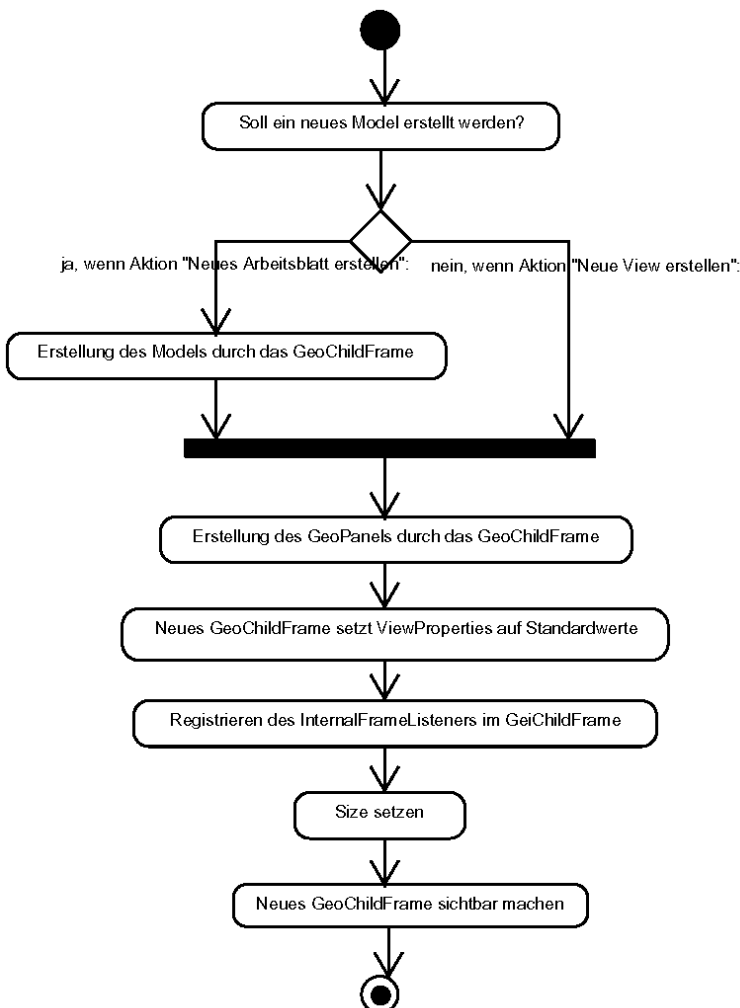 Soll ein neues Model erstellt werden?
ja, wenn Aktion "Neues Arbeitsblatt erstellen":
nein, wenn Aktion "Neue View erstellen":
Erstellung des Models durch das GeoChildFrame
Erstellung des GeoPanels durch das GeoChildFrame
Neues GeoChildFrame setzt ViewProperties auf Standardwerte
Registrieren des InternalFrameListeners im GeiChildFrame
Size setzen
Neues GeoChildFrame sichtbar machen